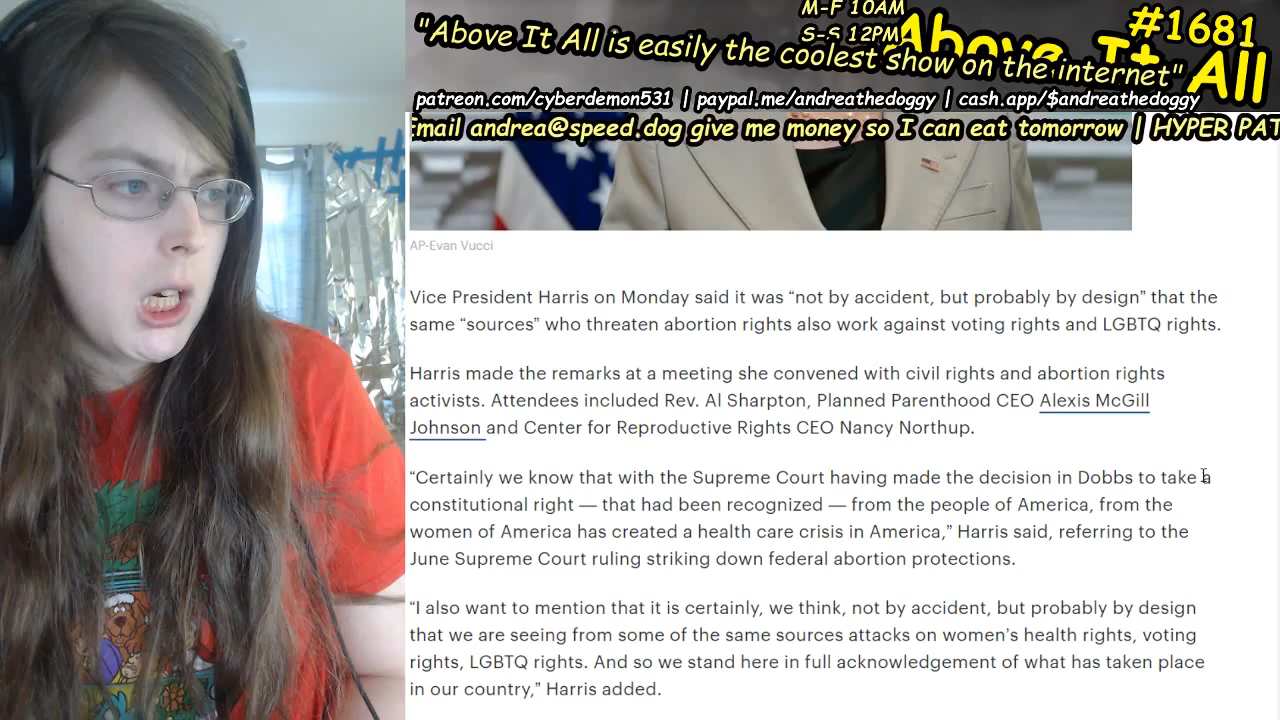 M-F 10AM
S-S 12PM
Above It All
#1681
"Above It All is easily the coolest show on the internet"
patreon.com/cyberdemon531 | paypal.me/andreathedoggy | cash.app/$andreathedoggy
Email andrea@speed.dog give me money so I can eat tomorrow | HYPER PAT
AP-Evan Vucci
Vice President Harris on Monday said it was “not by accident, but probably by design” that the
same “sources” who threaten abortion rights also work against voting rights and LGBTQ rights.
Harris made the remarks at a meeting she convened with civil rights and abortion rights
activists. Attendees included Rev. Al Sharpton, Planned Parenthood CEO Alexis McGill
Johnson and Center for Reproductive Rights CEO Nancy Northup.
“Certainly we know that with the Supreme Court having made the decision in Dobbs to take a
constitutional right — that had been recognized — from the people of America, from the
women of America has created a health care crisis in America,” Harris said, referring to the
June Supreme Court ruling striking down federal abortion protections.
“I also want to mention that it is certainly, we think, not by accident, but probably by design
that we are seeing from some of the same sources attacks on women’s health rights, voting
rights, LGBTQ rights. And so we stand here in full acknowledgement of what has taken place
in our country,” Harris added.